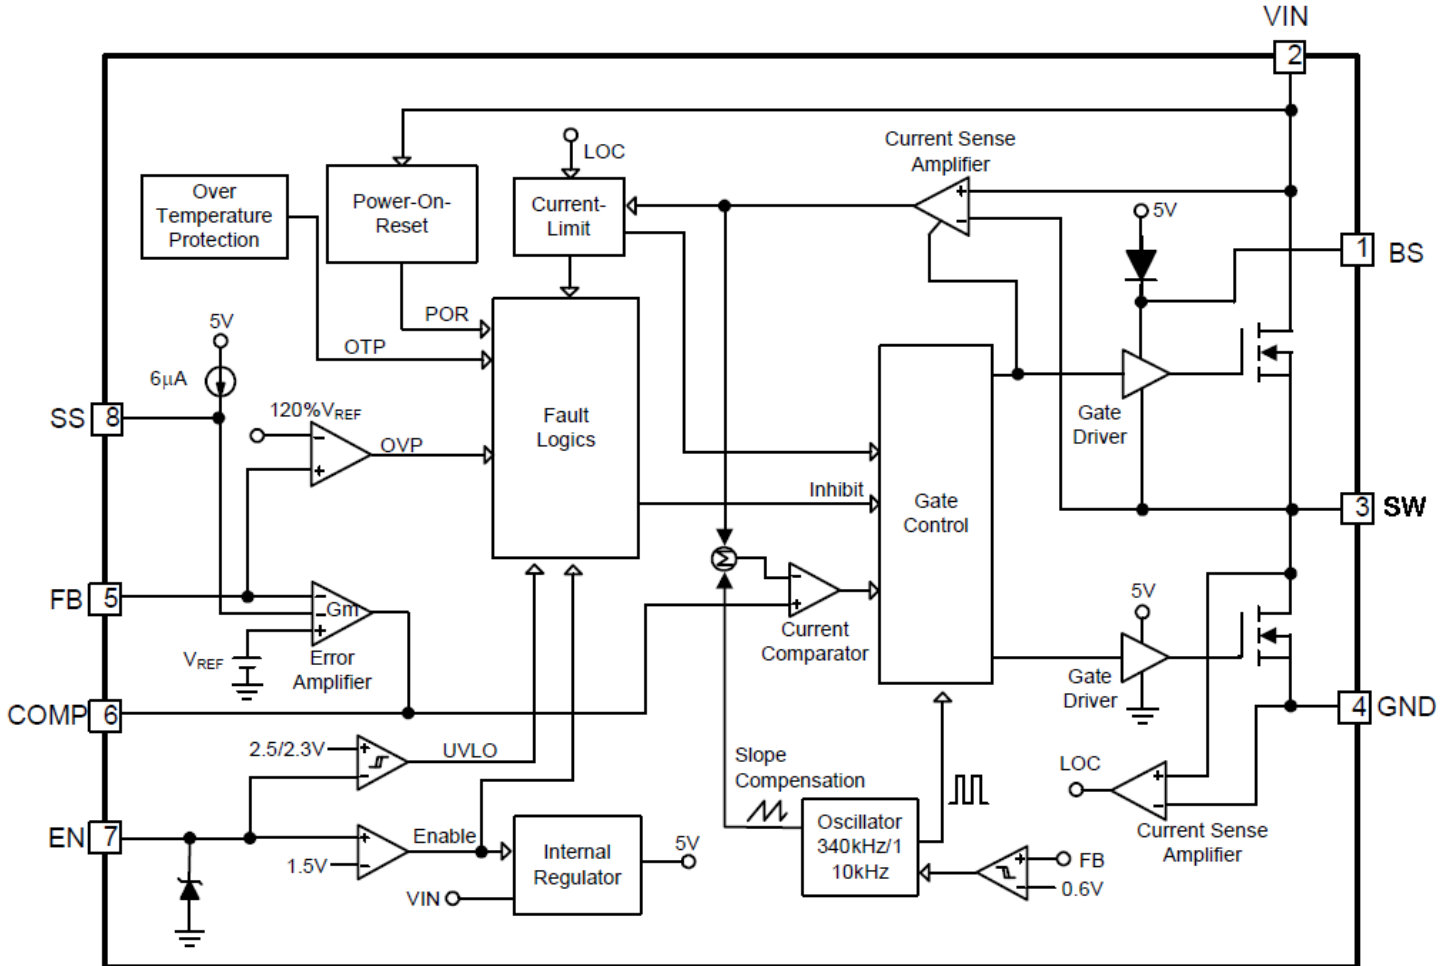 VIN
2
Current Sense
Amplifier
+
−
LOC
Over
Temperature
Protection
Power-On-
Reset
Current-
Limit
5V
1
BS
POR
OTP
5V
6μA
SS
8
120%VREF
−
+
OVP
Fault
Logics
Gate
Driver
Inhibit
Gate
Control
3
SW
Σ
−
+
Current
Comparator
FB
5
−
−
+
Gm
VREF
Error
Amplifier
5V
Gate
Driver
COMP
6
4
GND
2.5/2.3V
+
−
UVLO
Slope
Compensation
LOC
+
−
Current Sense
Amplifier
EN
7
+
−
1.5V
Enable
Internal
Regulator
5V
VIN
Oscillator
340kHz/1
10kHz
+
−
FB
0.6V